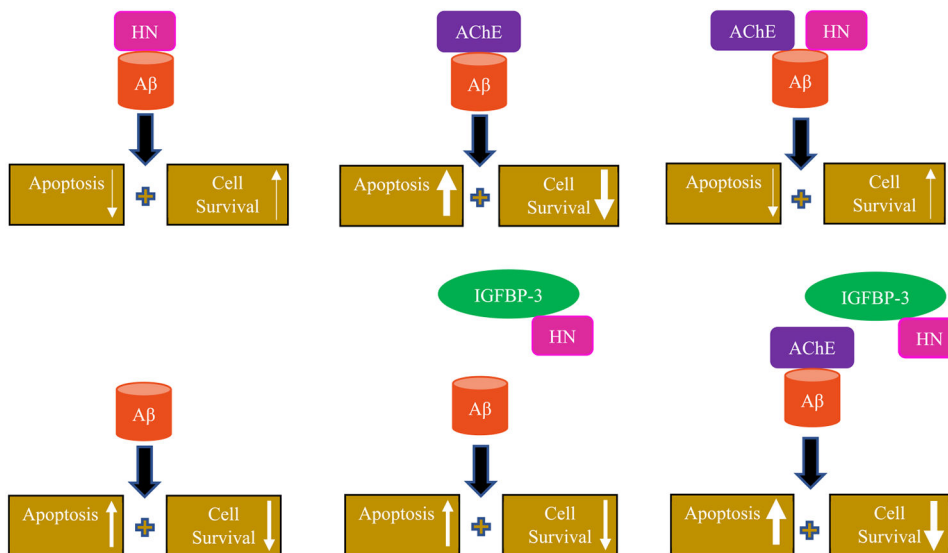 HN
Aβ
Apoptosis
Cell
Survival
AChE
Aβ
Apoptosis
Cell
Survival
AChE
HN
Aβ
Apoptosis
Cell
Survival
Aβ
Apoptosis
Cell
Survival
IGFBP-3
HN
Aβ
Apoptosis
Cell
Survival
IGFBP-3
HN
AChE
Aβ
Apoptosis
Cell
Survival